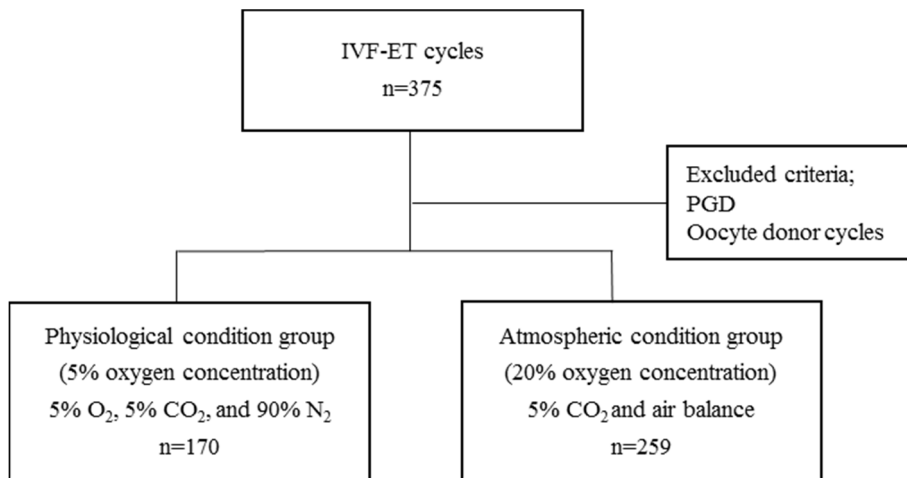 IVF-ET cycles
n=375
Excluded criteria;
PGD
Oocyte donor cycles
Physiological condition group
(5% oxygen concentration)
5% O₂, 5% CO₂, and 90% N₂
n=170
Atmospheric condition group
(20% oxygen concentration)
5% CO₂ and air balance
n=259